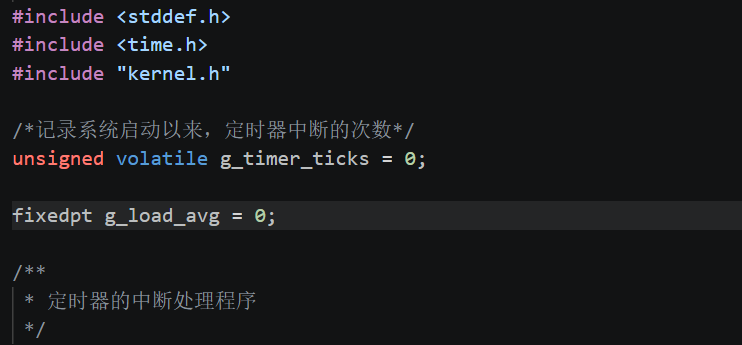 #include <stddef.h>
#include <time.h>
#include "kernel.h"
/*记录系统启动以来，定时器中断的次数*/
unsigned volatile g_timer_ticks = 0;
fixedpt g_load_avg = 0;
/**
 * 定时器的中断处理程序
 */